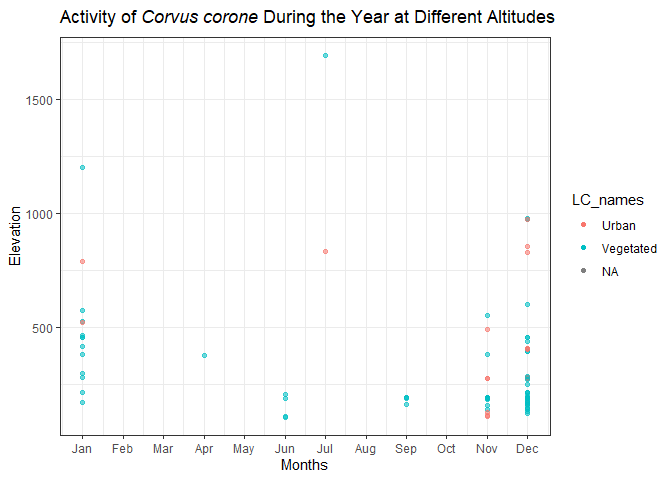 Activity of Corvus corone During the Year at Different Altitudes
1500
1000
500
Elevation
Jan Feb Mar Apr May Jun Jul Aug Sep Oct Nov Dec
Months
LC_names
Urban
Vegetated
NA